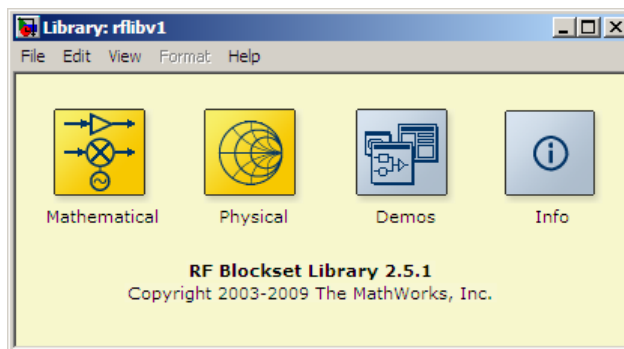 Library: rflibv1
File Edit View Format Help
Mathematical Physical Demos Info
RF Blockset Library 2.5.1
Copyright 2003-2009 The MathWorks, Inc.